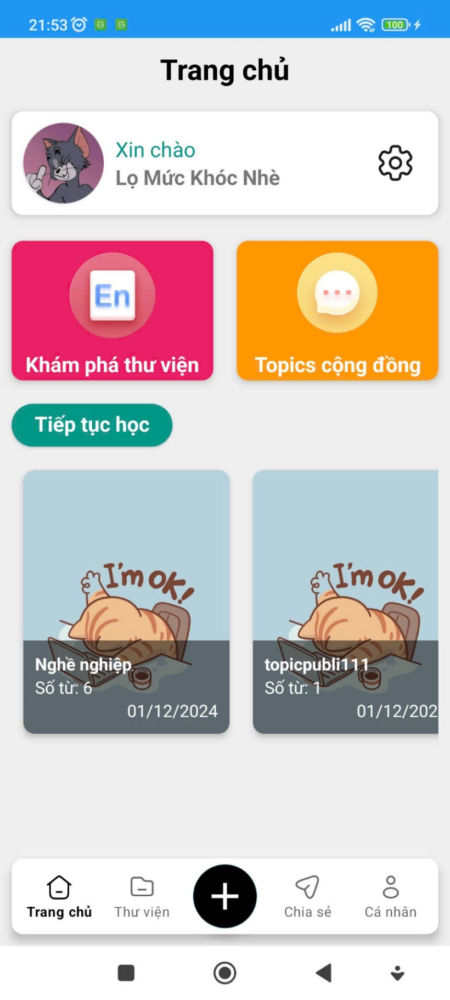 21:53
100
Trang chủ
Xin chào
Lọ Mức Khóc Nhè
En
Khám phá thư viện
Topics cộng đồng
Tiếp tục học
I'm OK!
Nghề nghiệp
Số từ: 6
01/12/2024
I'm OK!
topicpubli111
Số từ: 1
01/12/202
Trang chủ
Thư viện
Chia sẻ
Cá nhân